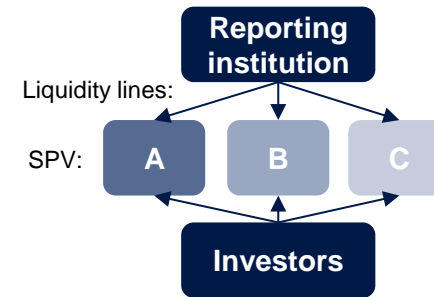 Reporting
institution
Liquidity lines:
SPV: A B C
Investors